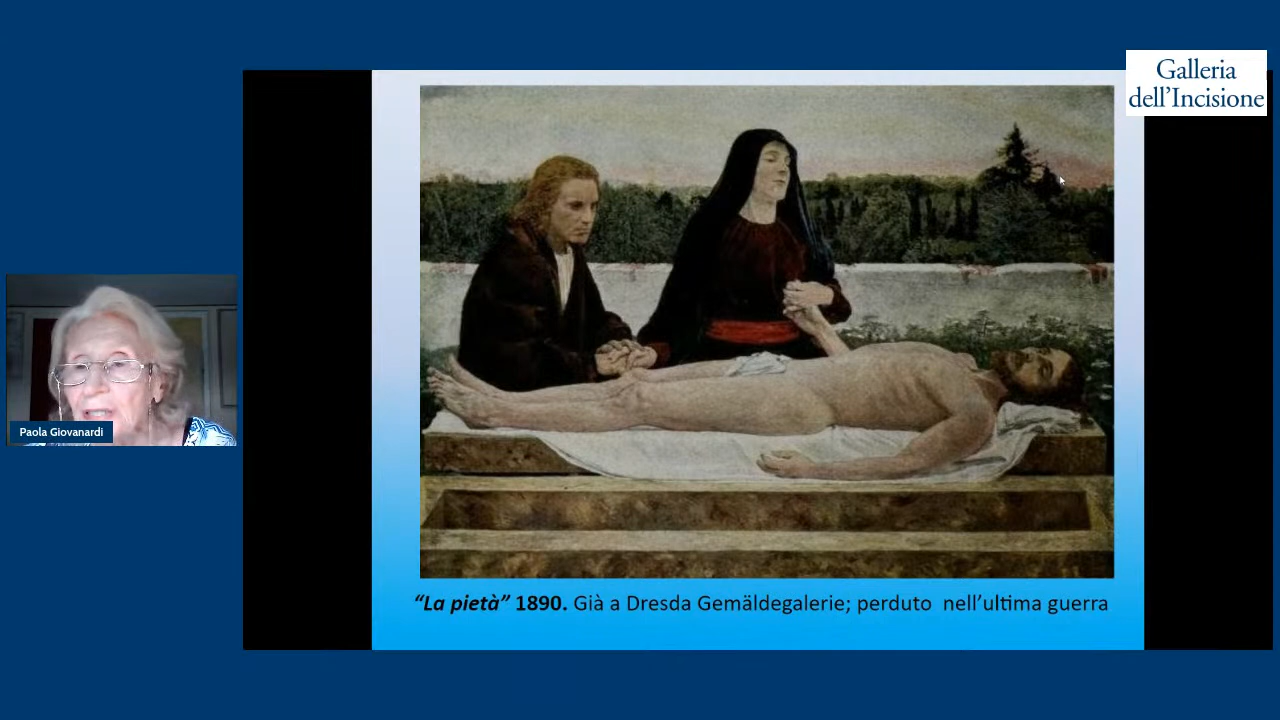 Galleria
dell'Incisione
Paola Giovanardi
“La pietà” 1890. Già a Dresda Gemäldegalerie; perduto nell'ultima guerra